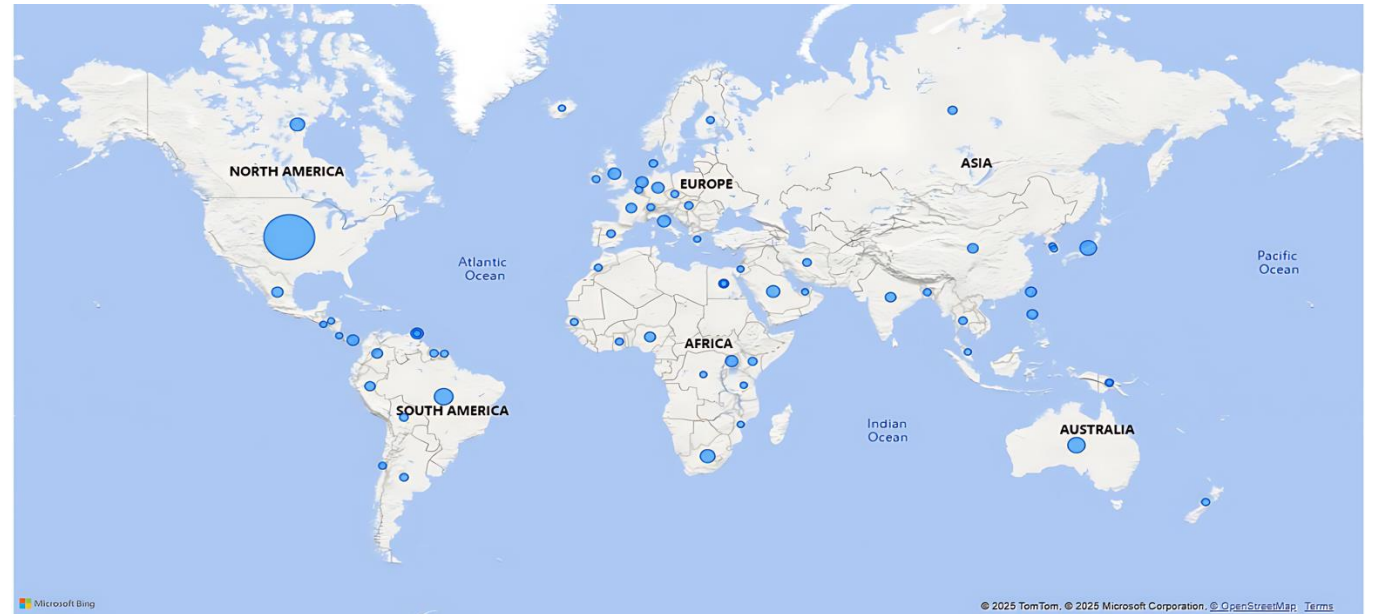 ASIA
NORTH AMERICA
EUROPE
Atlantic
Ocean
Pacific
Ocean
AFRICA
SOUTH AMERICA
Indian
Ocean
AUSTRALIA
Microsoft Bing
© 2025 TomTom, © 2025 Microsoft Corporation, © OpenStreetMap Terms